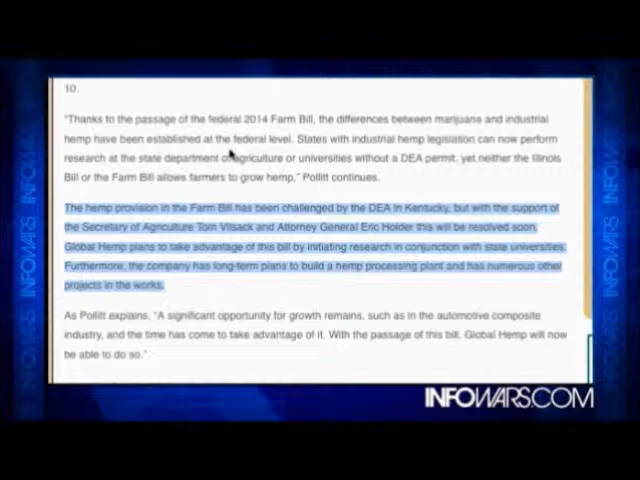 10.
"Thanks to the passage of the federal 2014 Farm Bill, the differences between marijuana and industrial
hemp have been established at the federal level. States with industrial hemp legislation can now perform
research at the state department of agriculture or universities without a DEA permit, yet neither the Illinois
Bill or the Farm Bill allows farmers to grow hemp," Pollitt continues.
The hemp provision in the Farm Bill has been challenged by the DEA in Kentucky, but with the support of
the Secretary of Agriculture Tom Vilsack and Attorney General Eric Holder this will be resolved soon.
Global Hemp plans to take advantage of this bill by initiating research in conjunction with state universities.
Furthermore, the company has long-term plans to build a hemp processing plant and has numerous other
projects in the works.
As Pollitt explains, "A significant opportunity for growth remains, such as in the automotive composite
industry, and the time has come to take advantage of it. With the passage of this bill, Global Hemp will now
be able to do so."
INFOWARS.COM
INFOWARS
INFOWARS
INFOWARS
INFOWARS